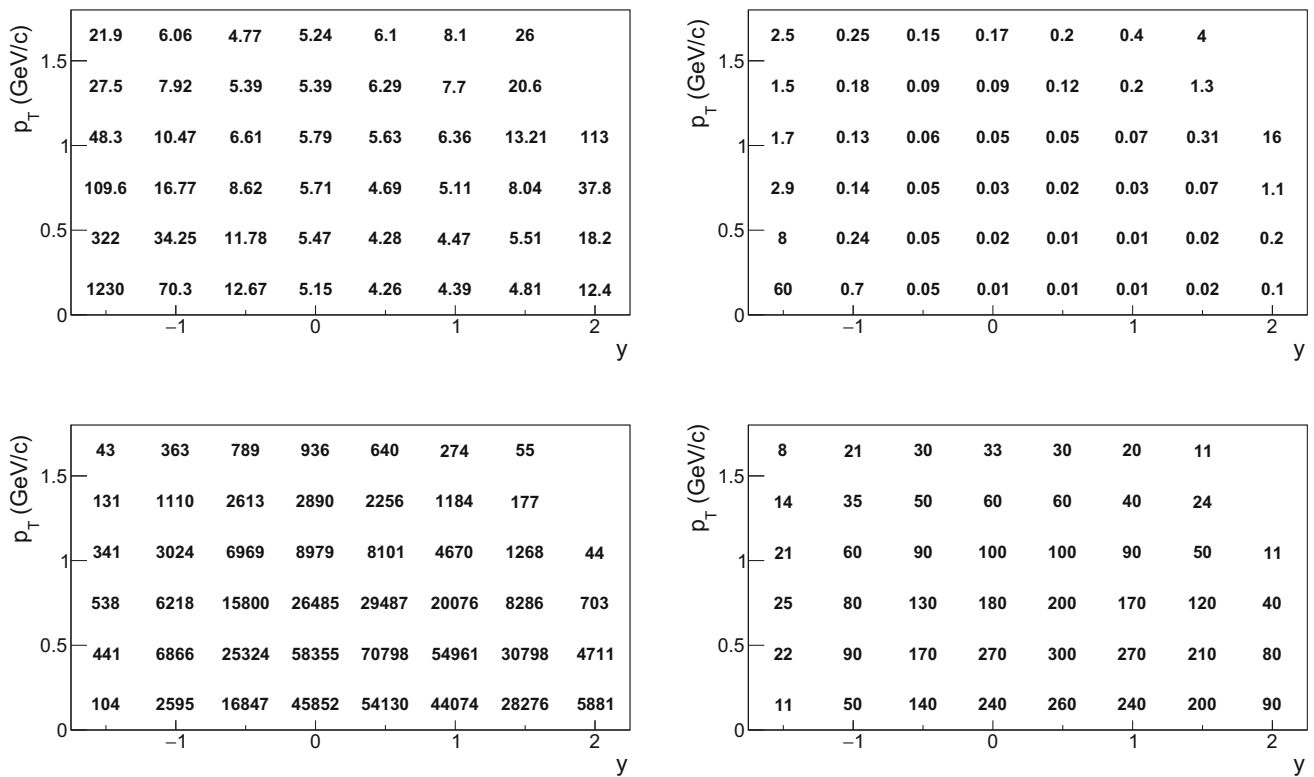 p_T (GeV/c)
21.9 6.06 4.77 5.24 6.1 8.1 26
1.5
27.5 7.92 5.39 5.39 6.29 7.7 20.6
48.3 10.47 6.61 5.79 5.63 6.36 13.21 113
1
109.6 16.77 8.62 5.71 4.69 5.11 8.04 37.8
0.5
322 34.25 11.78 5.47 4.28 4.47 5.51 18.2
1230 70.3 12.67 5.15 4.26 4.39 4.81 12.4
0
−1 0 1 2
y
p_T (GeV/c)
2.5 0.25 0.15 0.17 0.2 0.4 4
1.5
1.5 0.18 0.09 0.09 0.12 0.2 1.3
1.7 0.13 0.06 0.05 0.05 0.07 0.31 16
1
2.9 0.14 0.05 0.03 0.02 0.03 0.07 1.1
0.5
8 0.24 0.05 0.02 0.01 0.01 0.02 0.2
60 0.7 0.05 0.01 0.01 0.01 0.02 0.1
0
−1 0 1 2
y
p_T (GeV/c)
43 363 789 936 640 274 55
1.5
131 1110 2613 2890 2256 1184 177
341 3024 6969 8979 8101 4670 1268 44
1
538 6218 15800 26485 29487 20076 8286 703
0.5
441 6866 25324 58355 70798 54961 30798 4711
104 2595 16847 45852 54130 44074 28276 5881
0
−1 0 1 2
y
p_T (GeV/c)
8 21 30 33 30 20 11
1.5
14 35 50 60 60 40 24
21 60 90 100 100 90 50 11
1
25 80 130 180 200 170 120 40
0.5
22 90 170 270 300 270 210 80
11 50 140 240 260 240 200 90
0
−1 0 1 2
y